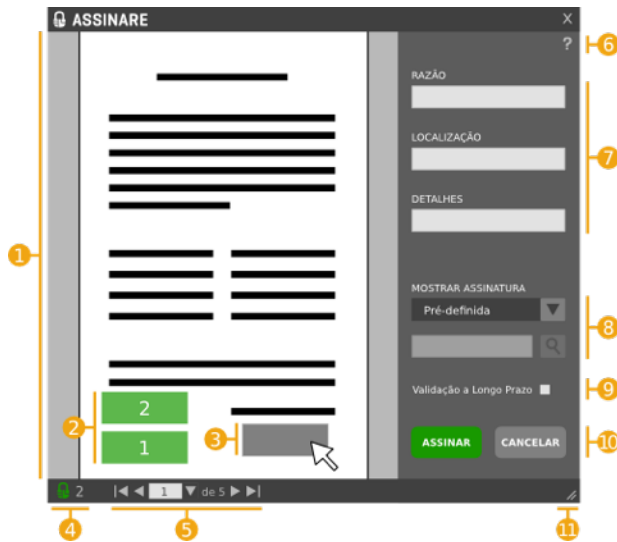 ASSINARE X
? 6
RAZÃO
7
LOCALIZAÇÃO
DETALHES
1
MOSTRAR ASSINATURA
Pré-definida
8
Validação a Longo Prazo 9
2 2
3
1
ASSINAR CANCELAR 10
2 1 de 5
4 5 11